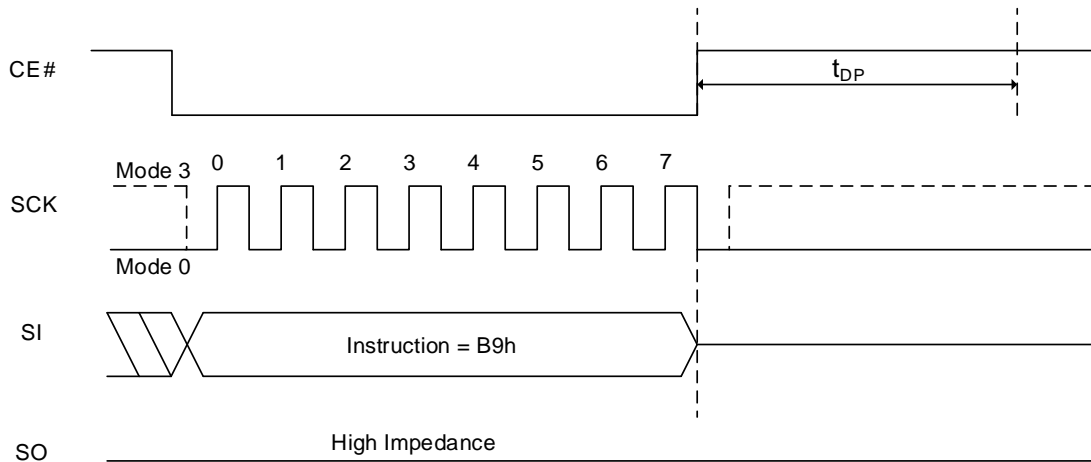 CE#
tDP
Mode 3
0 1 2 3 4 5 6 7
SCK
Mode 0
SI
Instruction = B9h
SO
High Impedance